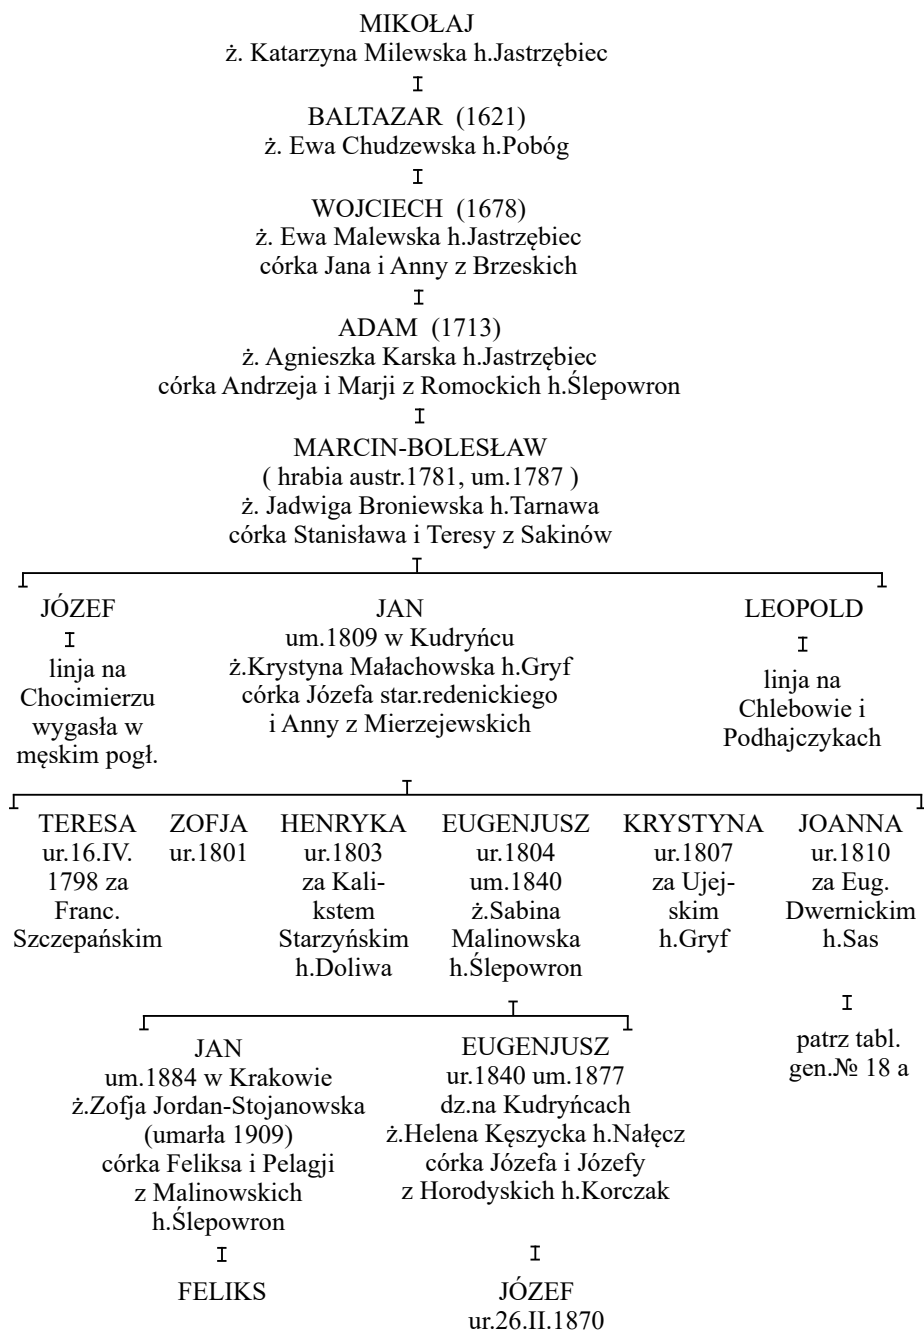 MIKOŁAJ
ż. Katarzyna Milewska h.Jastrzębiec
BALTAZAR (1621)
ż. Ewa Chudzewska h.Pobóg
WOJCIECH (1678)
ż. Ewa Malewska h.Jastrzębiec
córka Jana i Anny z Brzeskich
ADAM (1713)
ż. Agnieszka Karska h.Jastrzębiec
córka Andrzeja i Marji z Romockich h.Ślepowron
MARCIN-BOLESŁAW
( hrabia austr.1781, um.1787 )
ż. Jadwiga Broniewska h.Tarnawa
córka Stanisława i Teresy z Sakinów
JÓZEF
linja na
Chocimierzu
wygasła w
męskim pogł.
JAN
um.1809 w Kudryńcu
ż.Krystyna Małachowska h.Gryf
córka Józefa star.redenickiego
i Anny z Mierzejewskich
LEOPOLD
linja na
Chlebowie i
Podhajczykach
TERESA
ur.16.IV.
1798 za
Franc.
Szczepańskim
ZOFJA
ur.1801
HENRYKA
ur.1803
za Kali-
kstem
Starzyńskim
h.Doliwa
EUGENJUSZ
ur.1804
um.1840
ż.Sabina
Malinowska
h.Ślepowron
KRYSTYNA
ur.1807
za Ujej-
skim
h.Gryf
JOANNA
ur.1810
za Eug.
Dwernickim
h.Sas
patrz tabl.
gen.№ 18 a
JAN
um.1884 w Krakowie
ż.Zofja Jordan-Stojanowska
(umarła 1909)
córka Feliksa i Pelagji
z Malinowskich
h.Ślepowron
FELIKS
EUGENJUSZ
ur.1840 um.1877
dz.na Kudryńcach
ż.Helena Kęszycka h.Nałęcz
córka Józefa i Józefy
z Horodyskich h.Korczak
JÓZEF
ur.26.II.1870